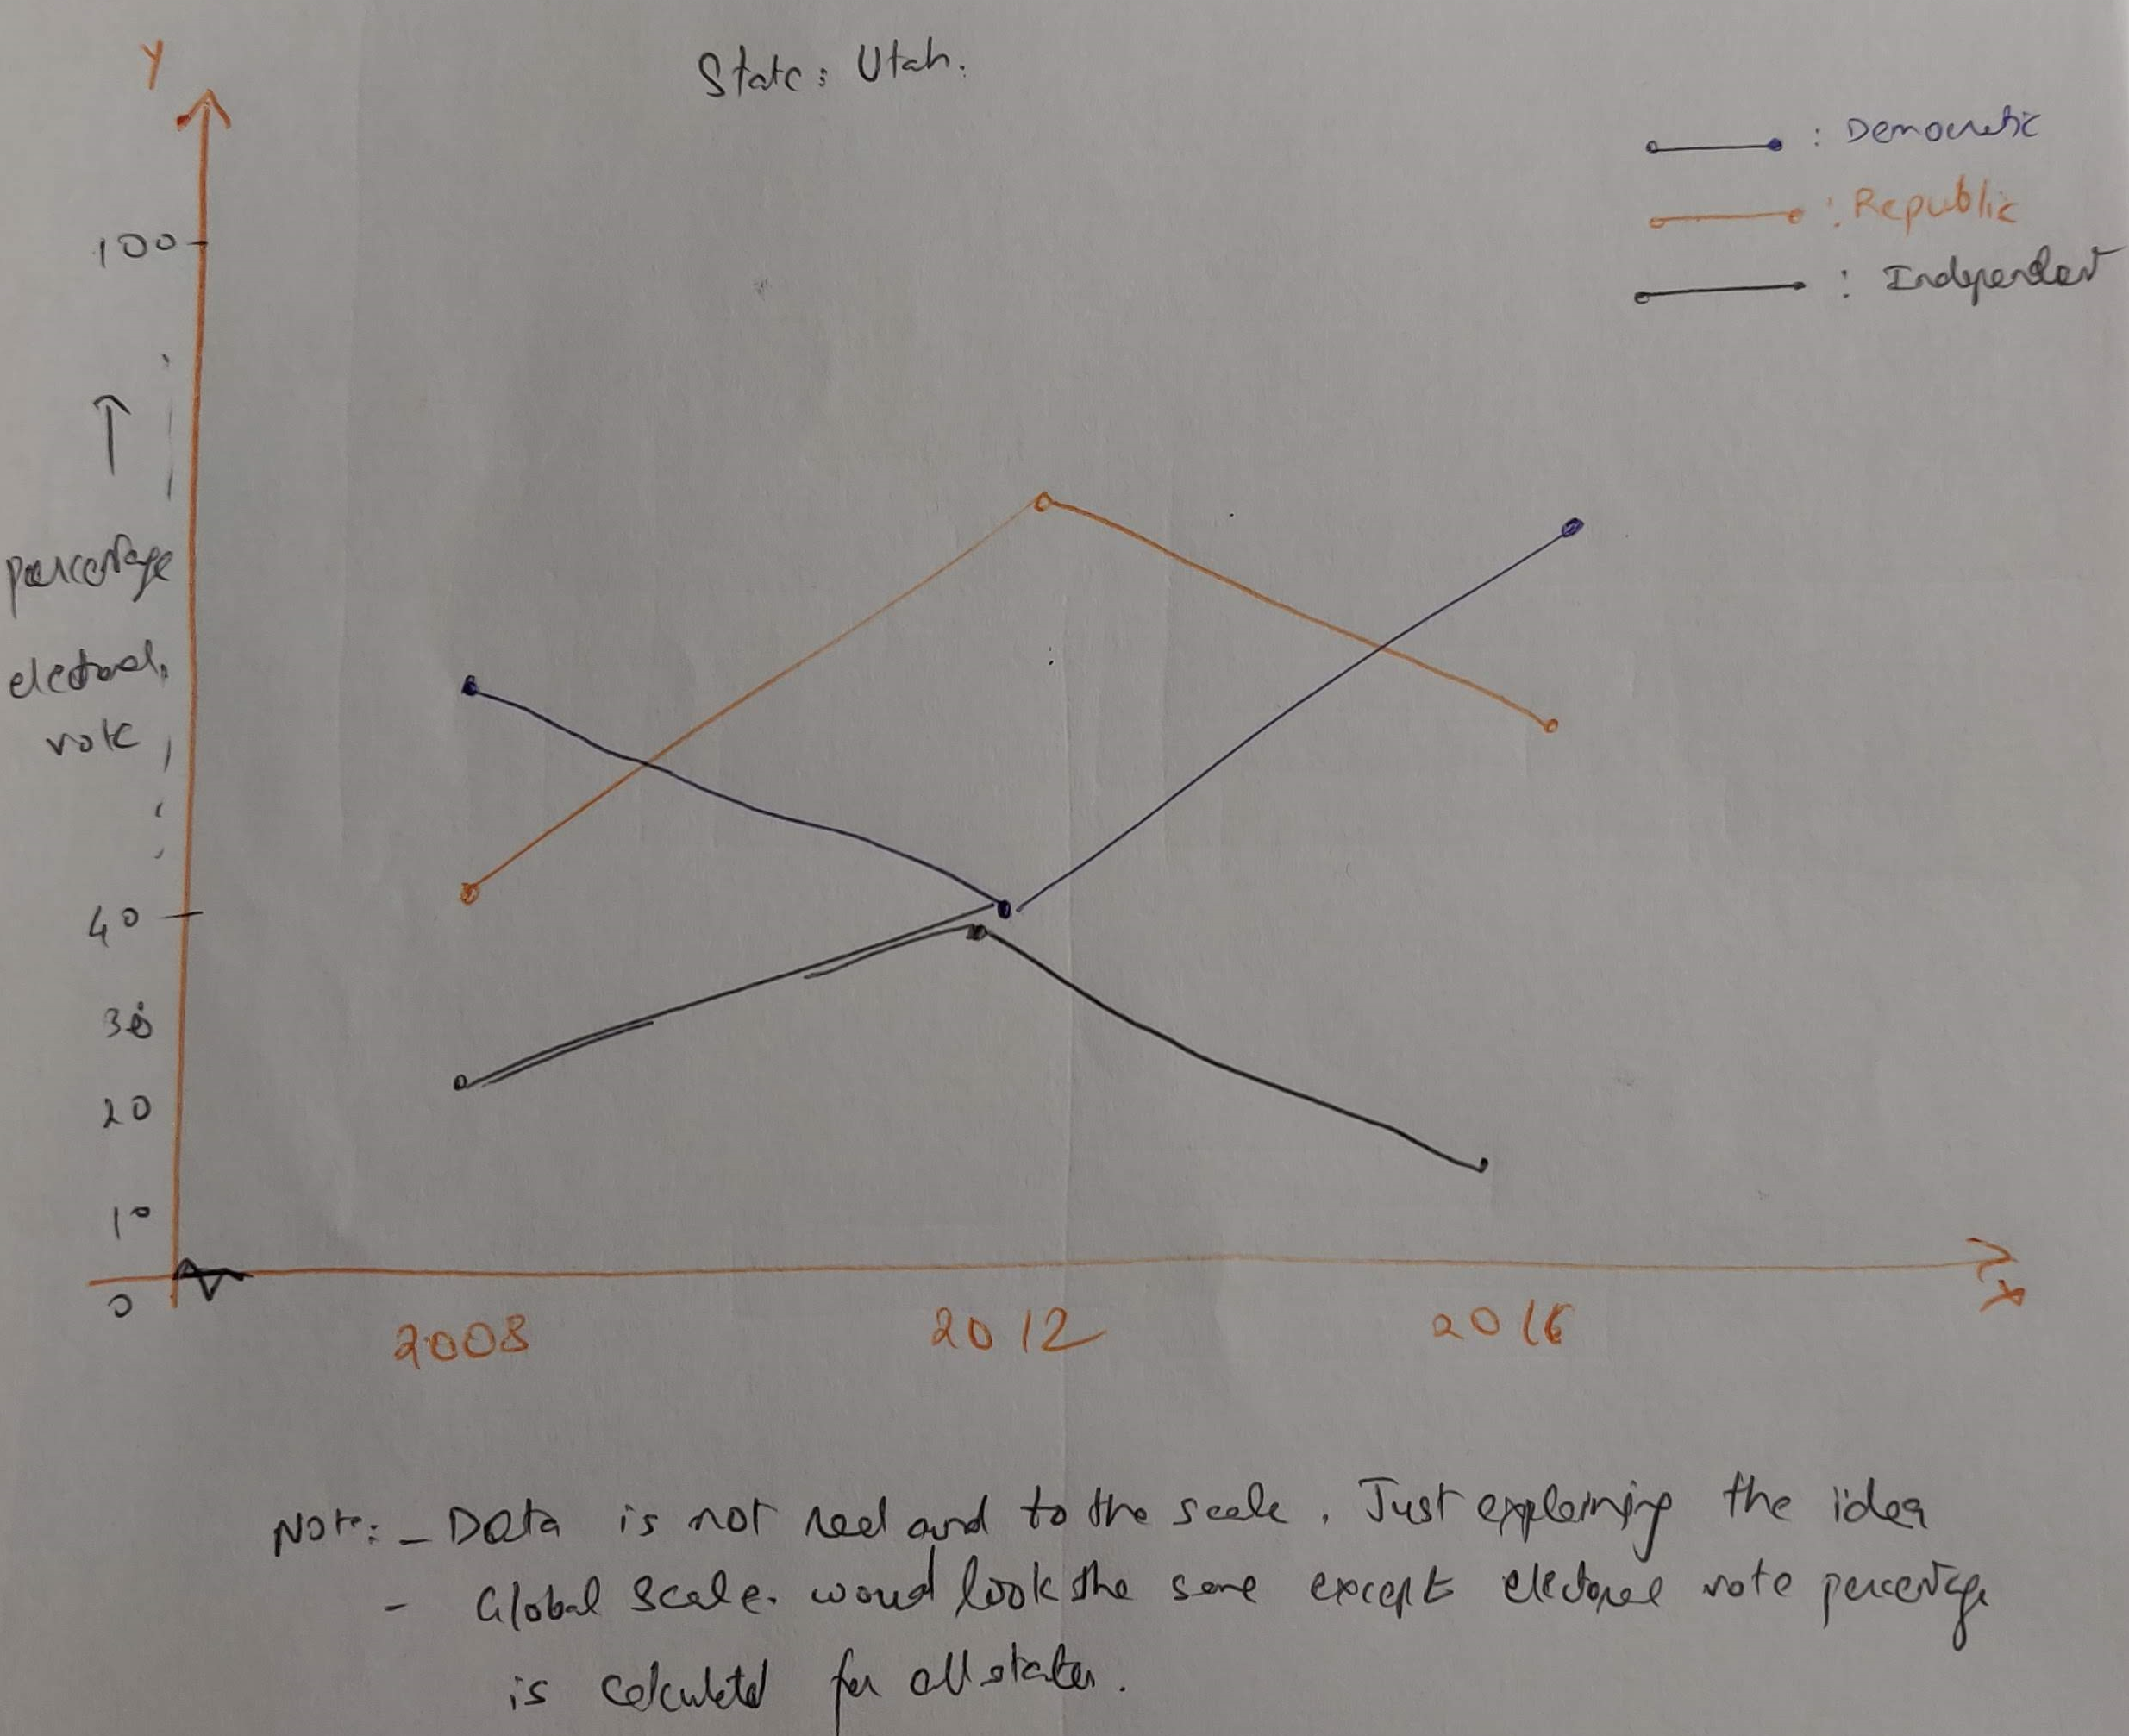 Y
State: Utah.
: Democratic
: Republic
: Independent
100
percentage
electoral
vote
40
30
20
10
0
2008
2012
2016
X
Note: - Data is not real and to the scale. Just explaining the idea
- Global scale. would look the same except electoral vote percentage
is calculated for all states.